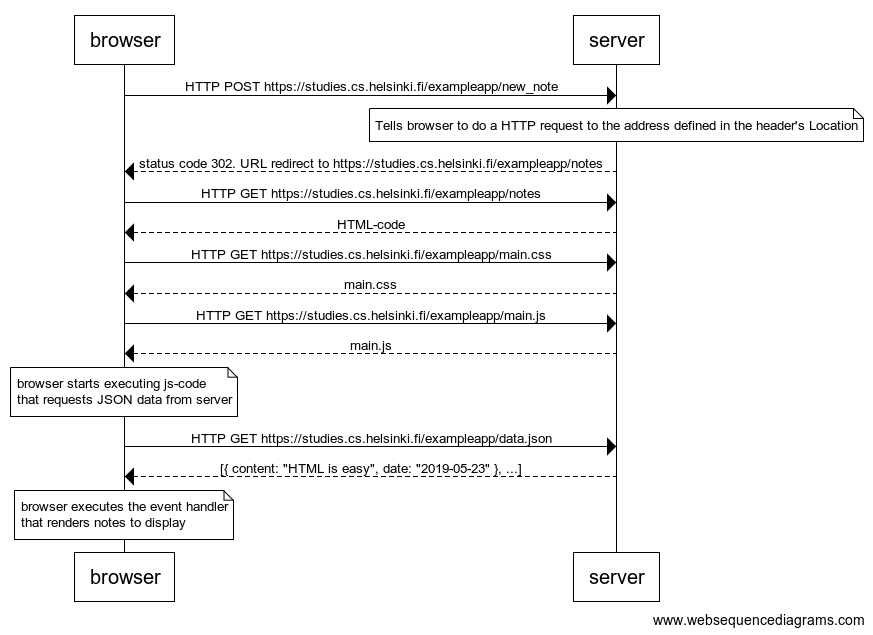 browser
server
HTTP POST https://studies.cs.helsinki.fi/exampleapp/new_note
Tells browser to do a HTTP request to the address defined in the header's Location
status code 302. URL redirect to https://studies.cs.helsinki.fi/exampleapp/notes
HTTP GET https://studies.cs.helsinki.fi/exampleapp/notes
HTML-code
HTTP GET https://studies.cs.helsinki.fi/exampleapp/main.css
main.css
HTTP GET https://studies.cs.helsinki.fi/exampleapp/main.js
main.js
browser starts executing js-code
that requests JSON data from server
HTTP GET https://studies.cs.helsinki.fi/exampleapp/data.json
[{ content: "HTML is easy", date: "2019-05-23" }, ...]
browser executes the event handler
that renders notes to display
browser
server
www.websequencediagrams.com